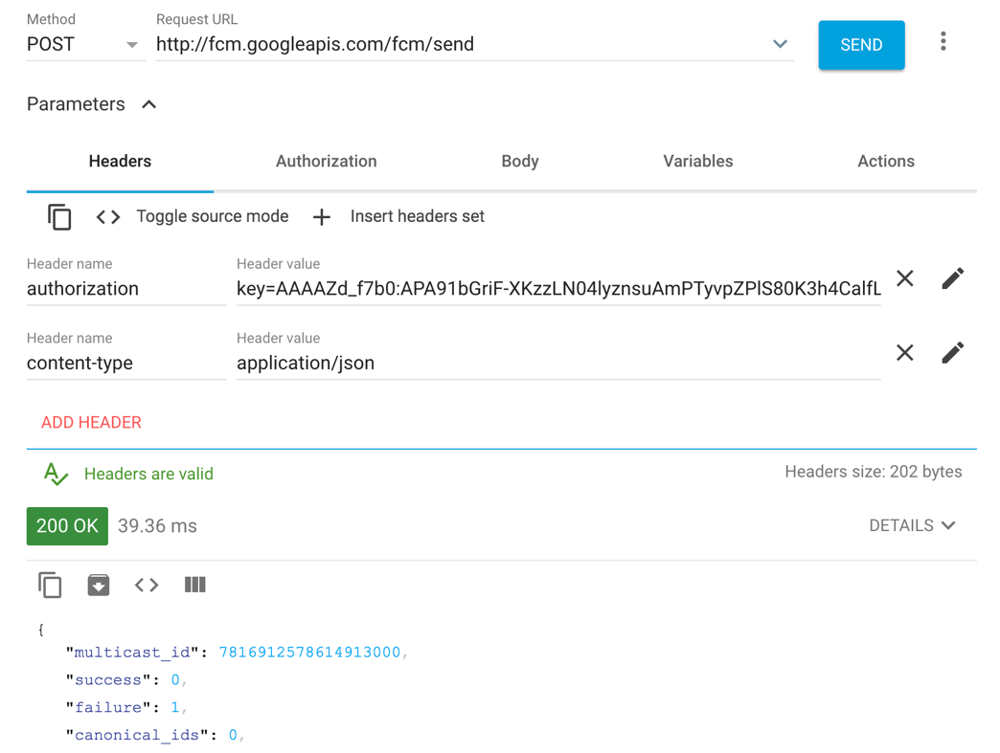 Method Request URL
POST http://fcm.googleapis.com/fcm/send SEND
Parameters
Headers Authorization Body Variables Actions
Toggle source mode Insert headers set
Header name Header value
authorization key=AAAAZd_f7b0:APA91bGriF-XKzzLN04lyznsuAmPTyvpZPlS80K3h4CalfL
Header name Header value
content-type application/json
ADD HEADER
Headers are valid Headers size: 202 bytes
200 OK 39.36 ms DETAILS
{
"multicast_id": 7816912578614913000,
"success": 0,
"failure": 1,
"canonical_ids": 0,